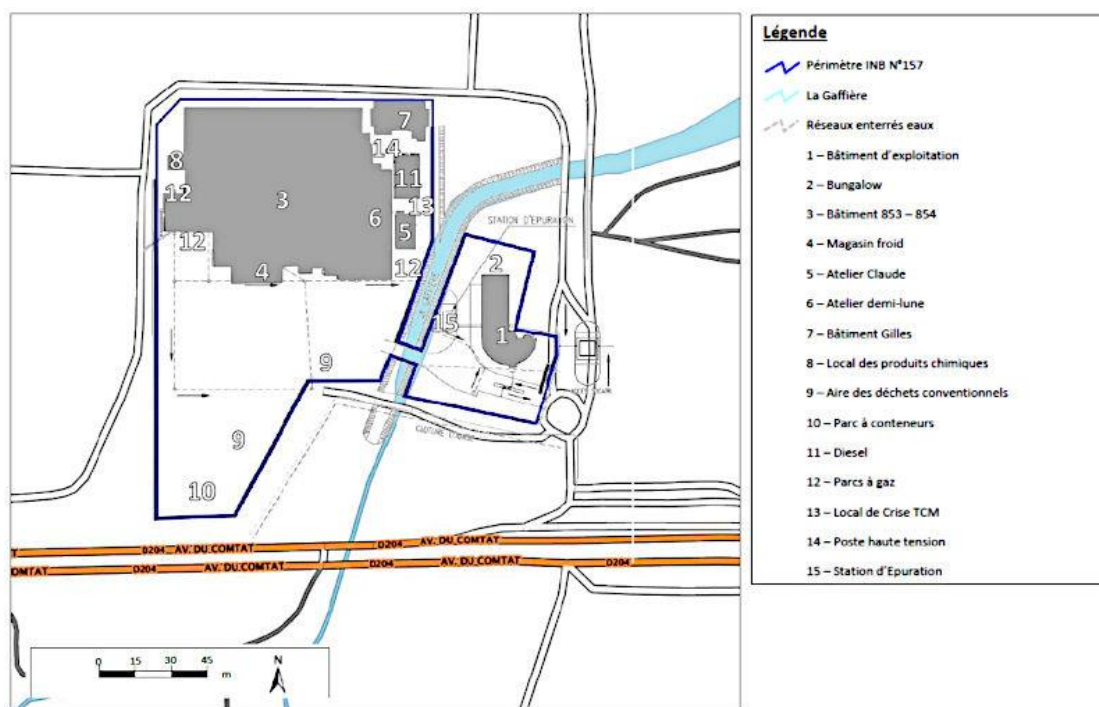 7
14
8
11
12
3
13
6
5
12
12
4
STATION D'EPURATION
2
15
1
9
CLOTURE
9
10
D204 AV. DU COMTAT D204 AV. DU COMTAT
OMTAT D204 AV. DU COMTAT D204 AV. DU COMTAT D204
0 15 30 45
m
N
Légende
Périmètre INB N°157
La Gaffière
Réseaux enterrés eaux
1 – Bâtiment d'exploitation
2 – Bungalow
3 – Bâtiment 853 – 854
4 – Magasin froid
5 – Atelier Claude
6 – Atelier demi-lune
7 – Bâtiment Gilles
8 – Local des produits chimiques
9 – Aire des déchets conventionnels
10 – Parc à conteneurs
11 – Diesel
12 – Parcs à gaz
13 – Local de Crise TCM
14 – Poste haute tension
15 – Station d'Epuration